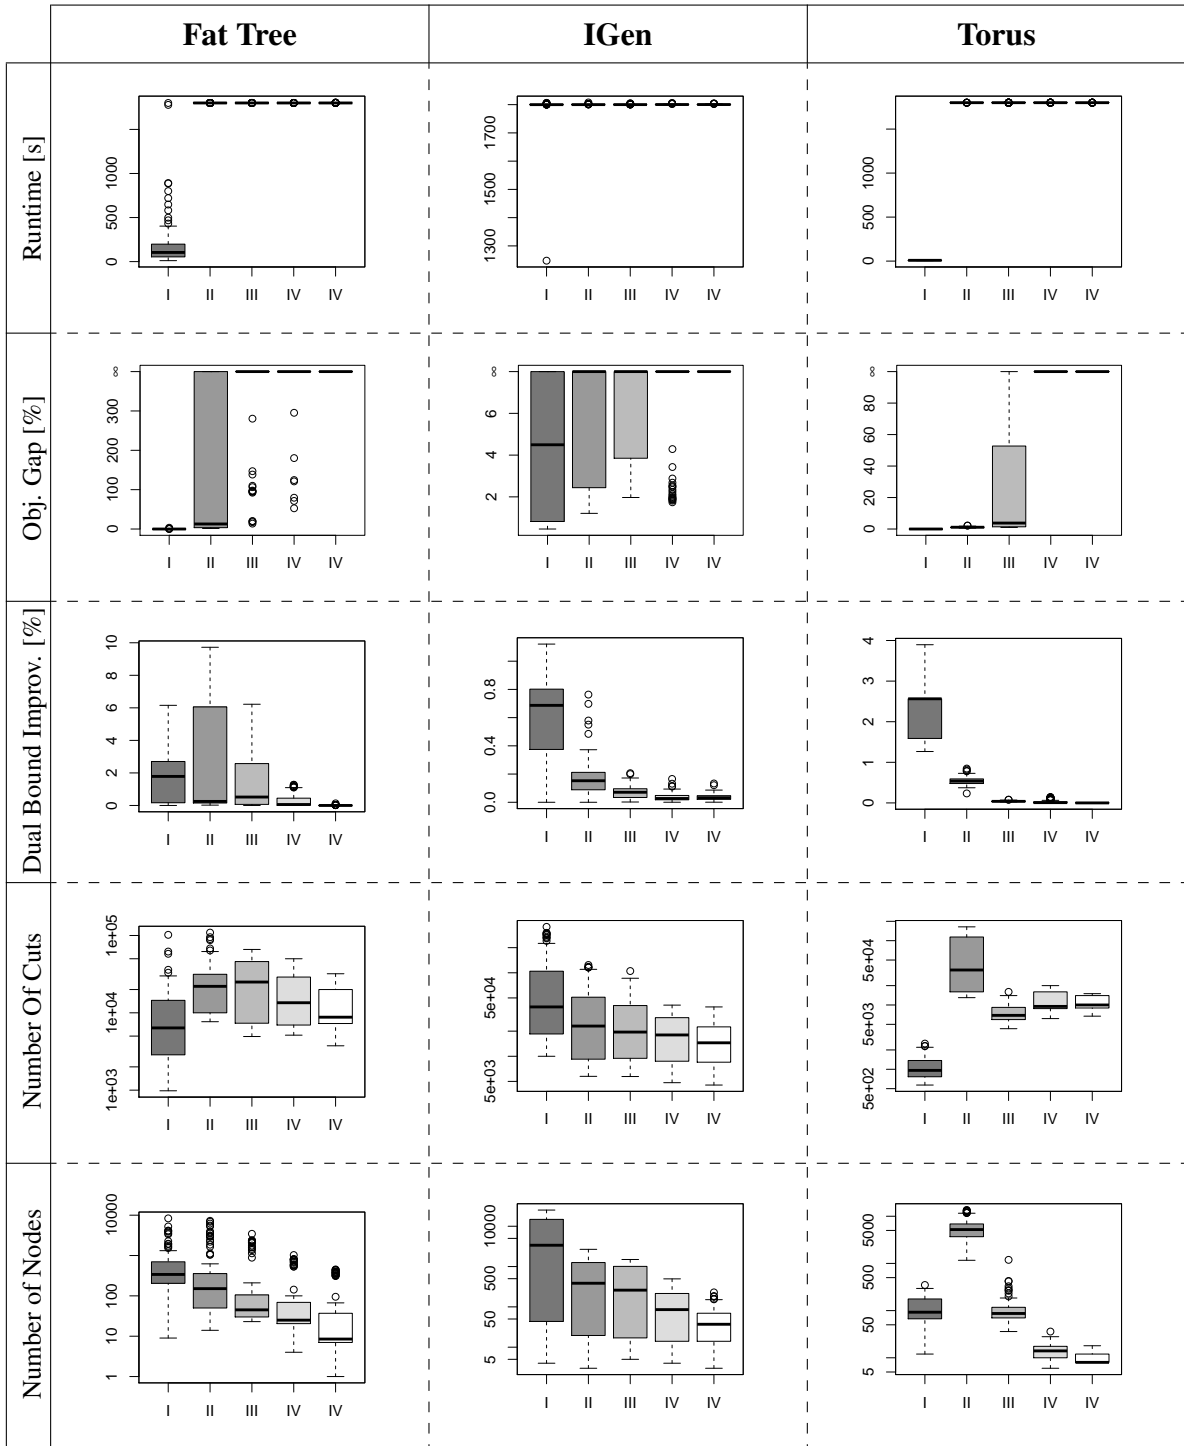 Fat Tree IGen Torus
Runtime [s]
0 500 1000
I II III IV IV
1300 1500 1700
I II III IV IV
0 500 1000
I II III IV IV
Obj. Gap [%]
0 100 200 300 ∞
I II III IV IV
2 4 6 ∞
I II III IV IV
0 20 40 60 80 ∞
I II III IV IV
Dual Bound Improv. [%]
0 2 4 6 8 10
I II III IV IV
0.0 0.4 0.8
I II III IV IV
0 1 2 3 4
I II III IV IV
Number Of Cuts
1e+03 1e+04 1e+05
I II III IV IV
5e+03 5e+04
I II III IV IV
5e+02 5e+03 5e+04
I II III IV IV
Number of Nodes
1 10 100 10000
I II III IV IV
5 50 500 10000
I II III IV IV
5 50 500 5000
I II III IV IV